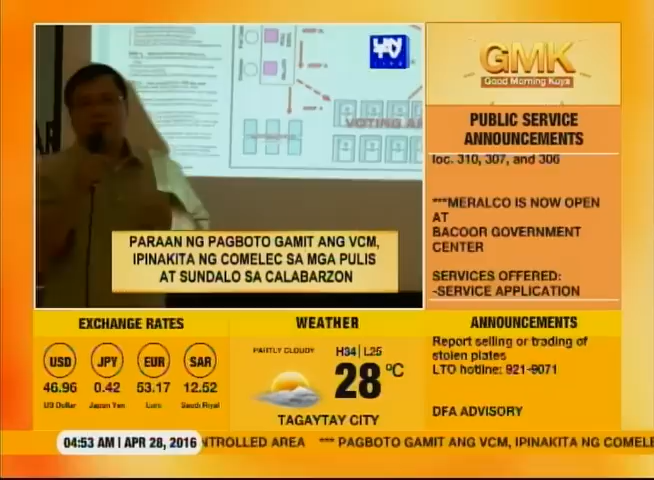 UNTV
LIVE
VOTING AR
PARAAN NG PAGBOTO GAMIT ANG VCM,
IPINAKITA NG COMELEC SA MGA PULIS
AT SUNDALO SA CALABARZON
GMK
Good Morning Kuya
PUBLIC SERVICE
ANNOUNCEMENTS
loc. 310, 307, and 306
***MERALCO IS NOW OPEN
AT
BACOOR GOVERNMENT
CENTER
SERVICES OFFERED:
-SERVICE APPLICATION
EXCHANGE RATES
USD JPY EUR SAR
46.96 0.42 53.17 12.52
US Dollar Japan Yen Euro Saudi Riyal
WEATHER
PARTLY CLOUDY H34 | L25
28°C
TAGAYTAY CITY
ANNOUNCEMENTS
Report selling or trading of
stolen plates
LTO hotline: 921-9071
DFA ADVISORY
04:53 AM | APR 28, 2016 NTROLLED AREA *** PAGBOTO GAMIT ANG VCM, IPINAKITA NG COMELE